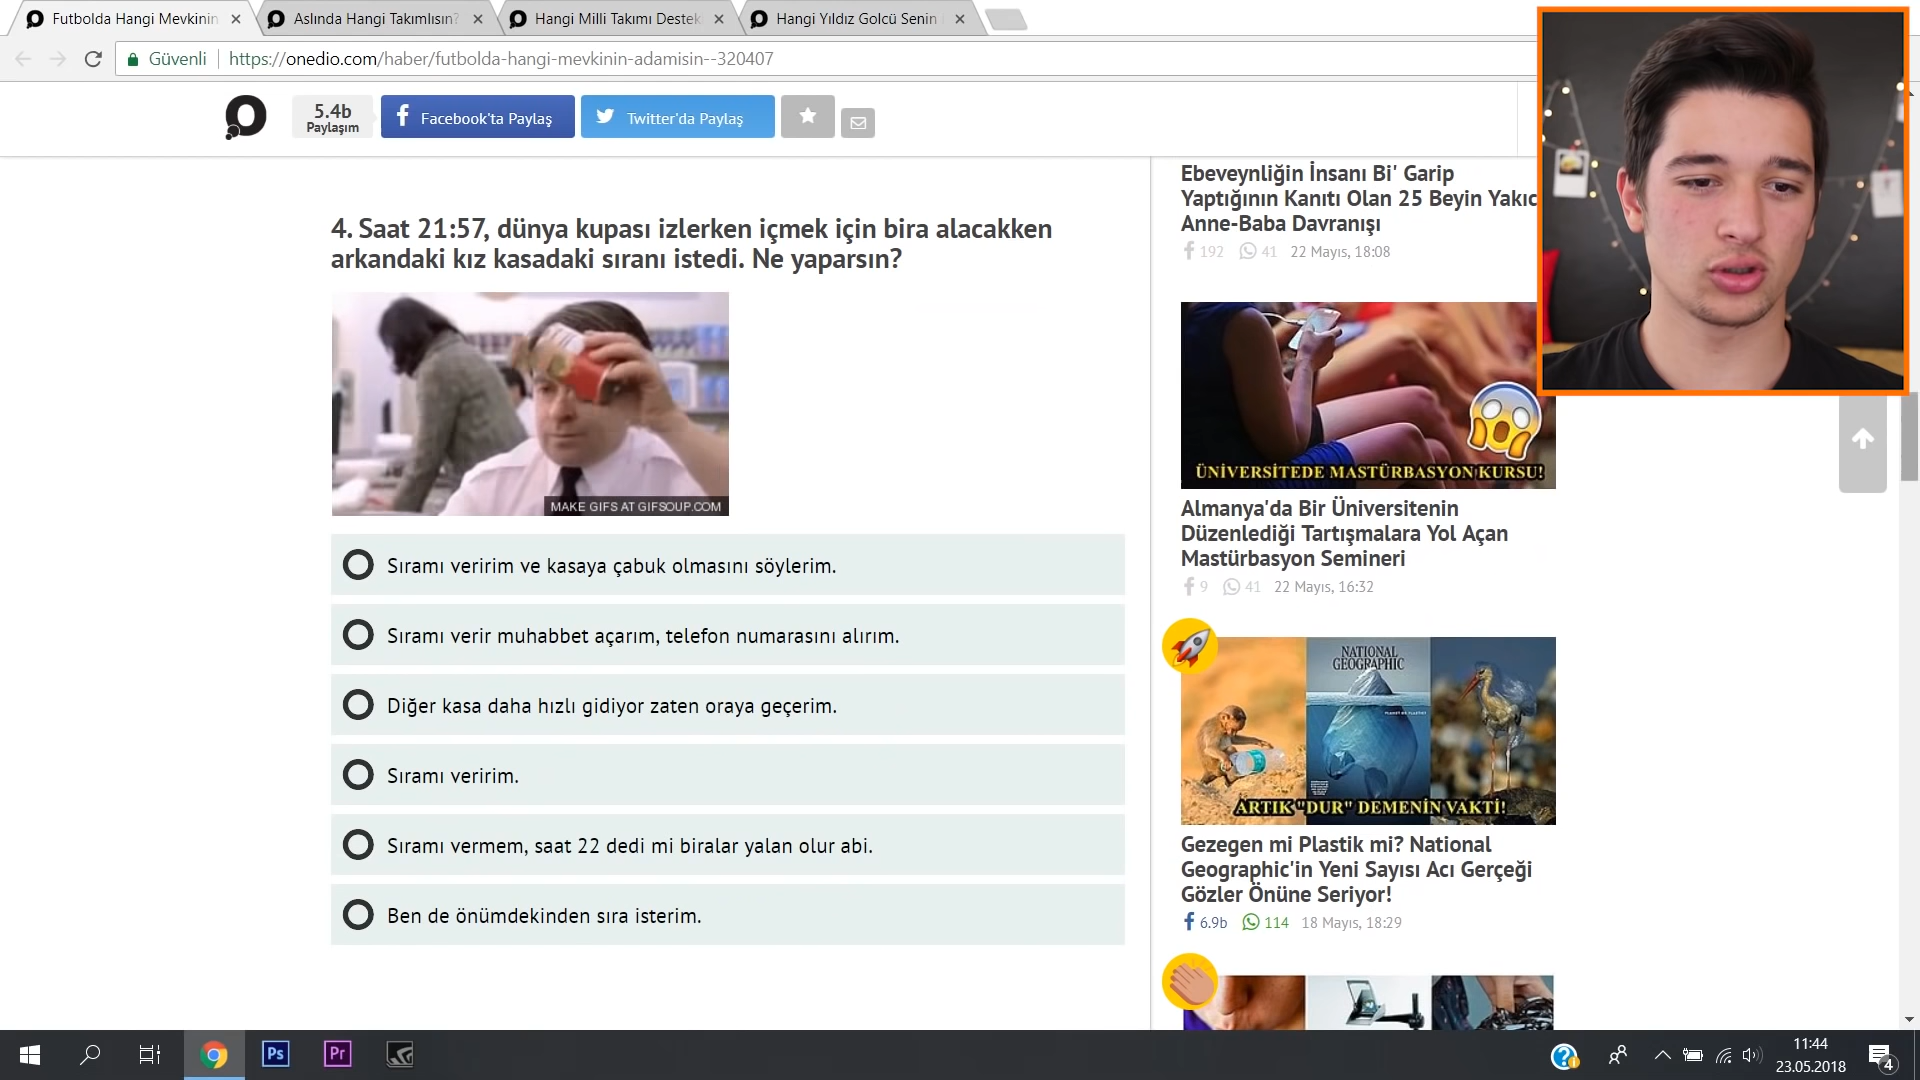 Futbolda Hangi Mevkinin
Aslında Hangi Takımlısın?
Hangi Milli Takımı Destek
Hangi Yıldız Golcü Senin
Güvenli
https://onedio.com/haber/futbolda-hangi-mevkinin-adamisin--320407
5.4b
Paylaşım
Facebook'ta Paylaş
Twitter'da Paylaş
4. Saat 21:57, dünya kupası izlerken içmek için bira alacakken
arkandaki kız kasadaki sıranı istedi. Ne yaparsın?
MAKE GIFS AT GIFSOUP.COM
Sıramı veririm ve kasaya çabuk olmasını söylerim.
Sıramı verir muhabbet açarım, telefon numarasını alırım.
Diğer kasa daha hızlı gidiyor zaten oraya geçerim.
Sıramı veririm.
Sıramı vermem, saat 22 dedi mi biralar yalan olur abi.
Ben de önümdekinden sıra isterim.
Ebeveynliğin İnsanı Bi' Garip
Yaptığının Kanıtı Olan 25 Beyin Yakıc
Anne-Baba Davranışı
192 41 22 Mayıs, 18:08
ÜNİVERSİTEDE MASTÜRBASYON KURSU!
Almanya'da Bir Üniversitenin
Düzenlediği Tartışmalara Yol Açan
Mastürbasyon Semineri
9 41 22 Mayıs, 16:32
NATIONAL
GEOGRAPHIC
ARTIK "DUR" DEMENİN VAKTİ!
Gezegen mi Plastik mi? National
Geographic'in Yeni Sayısı Acı Gerçeği
Gözler Önüne Seriyor!
6.9b 114 18 Mayıs, 18:29
Ps
Pr
11:44
23.05.2018
4